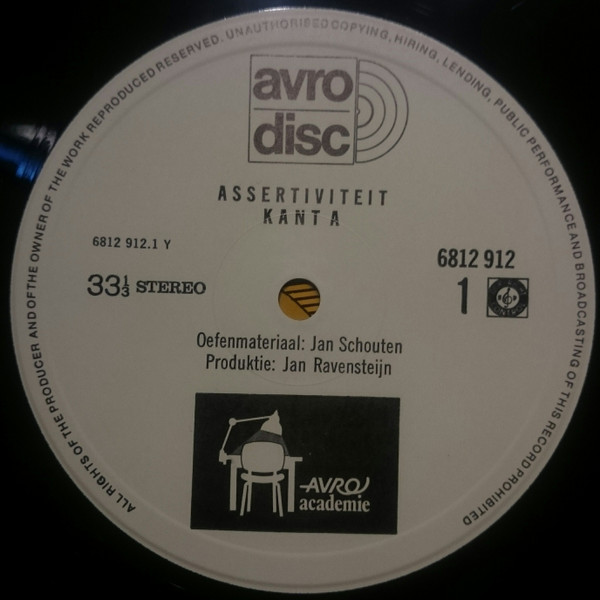 ALL RIGHTS OF THE PRODUCER AND OF THE OWNER OF THE WORK REPRODUCED RESERVED. UNAUTHORISED COPYING, HIRING, LENDING, PUBLIC PERFORMANCE AND BROADCASTING OF THIS RECORD PROHIBITED
avro
disc
ASSERTIVITEIT
KANT A
6812 912.1 Y
6812 912
33⅓ STEREO
1
Oefenmateriaal: Jan Schouten
Produktie: Jan Ravensteijn
AVRO
academie